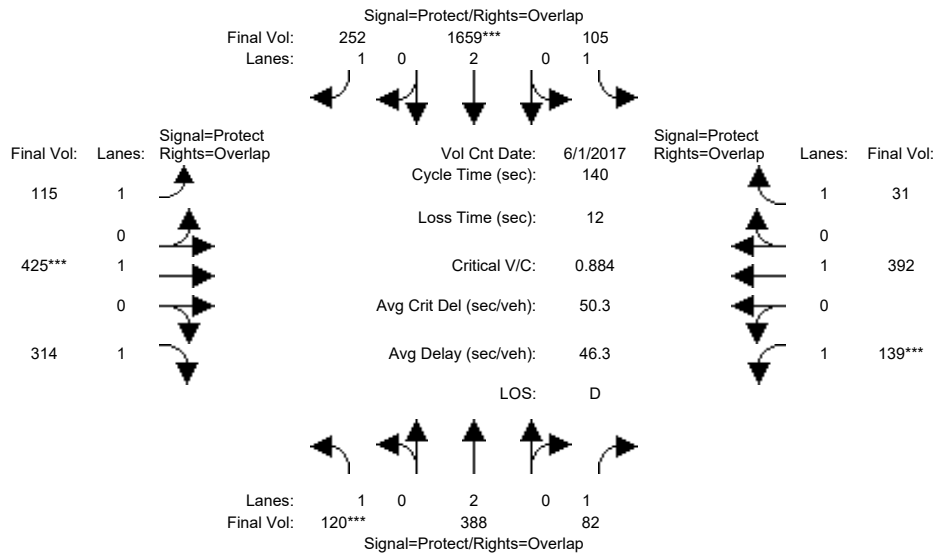 Signal=Protect/Rights=Overlap
Final Vol: 252 1659*** 105
Lanes: 1 0 2 0 1
Signal=Protect
Final Vol: Lanes: Rights=Overlap
Vol Cnt Date: 6/1/2017
Signal=Protect
Rights=Overlap Lanes: Final Vol:
Cycle Time (sec): 140
115 1
1 31
Loss Time (sec): 12
0
0
425*** 1
Critical V/C: 0.884
1 392
0
Avg Crit Del (sec/veh): 50.3
0
314 1
Avg Delay (sec/veh): 46.3
1 139***
LOS: D
Lanes: 1 0 2 0 1
Final Vol: 120*** 388 82
Signal=Protect/Rights=Overlap